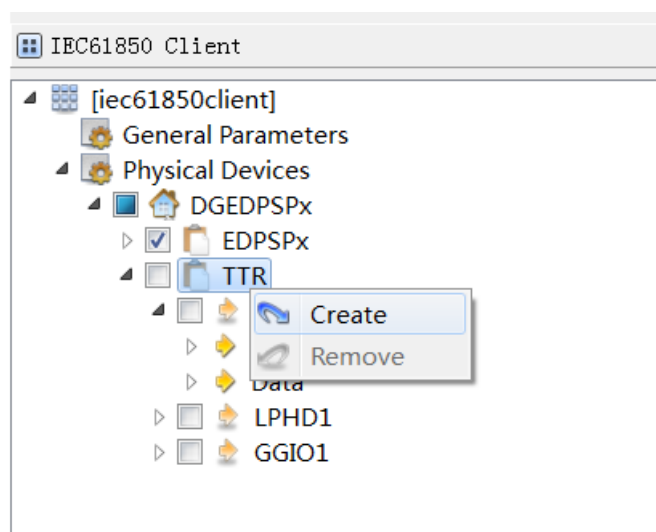 IEC61850 Client
[iec61850client]
General Parameters
Physical Devices
DGEDPSPx
EDPSPx
TTR
Create
Remove
Data
LPHD1
GGIO1